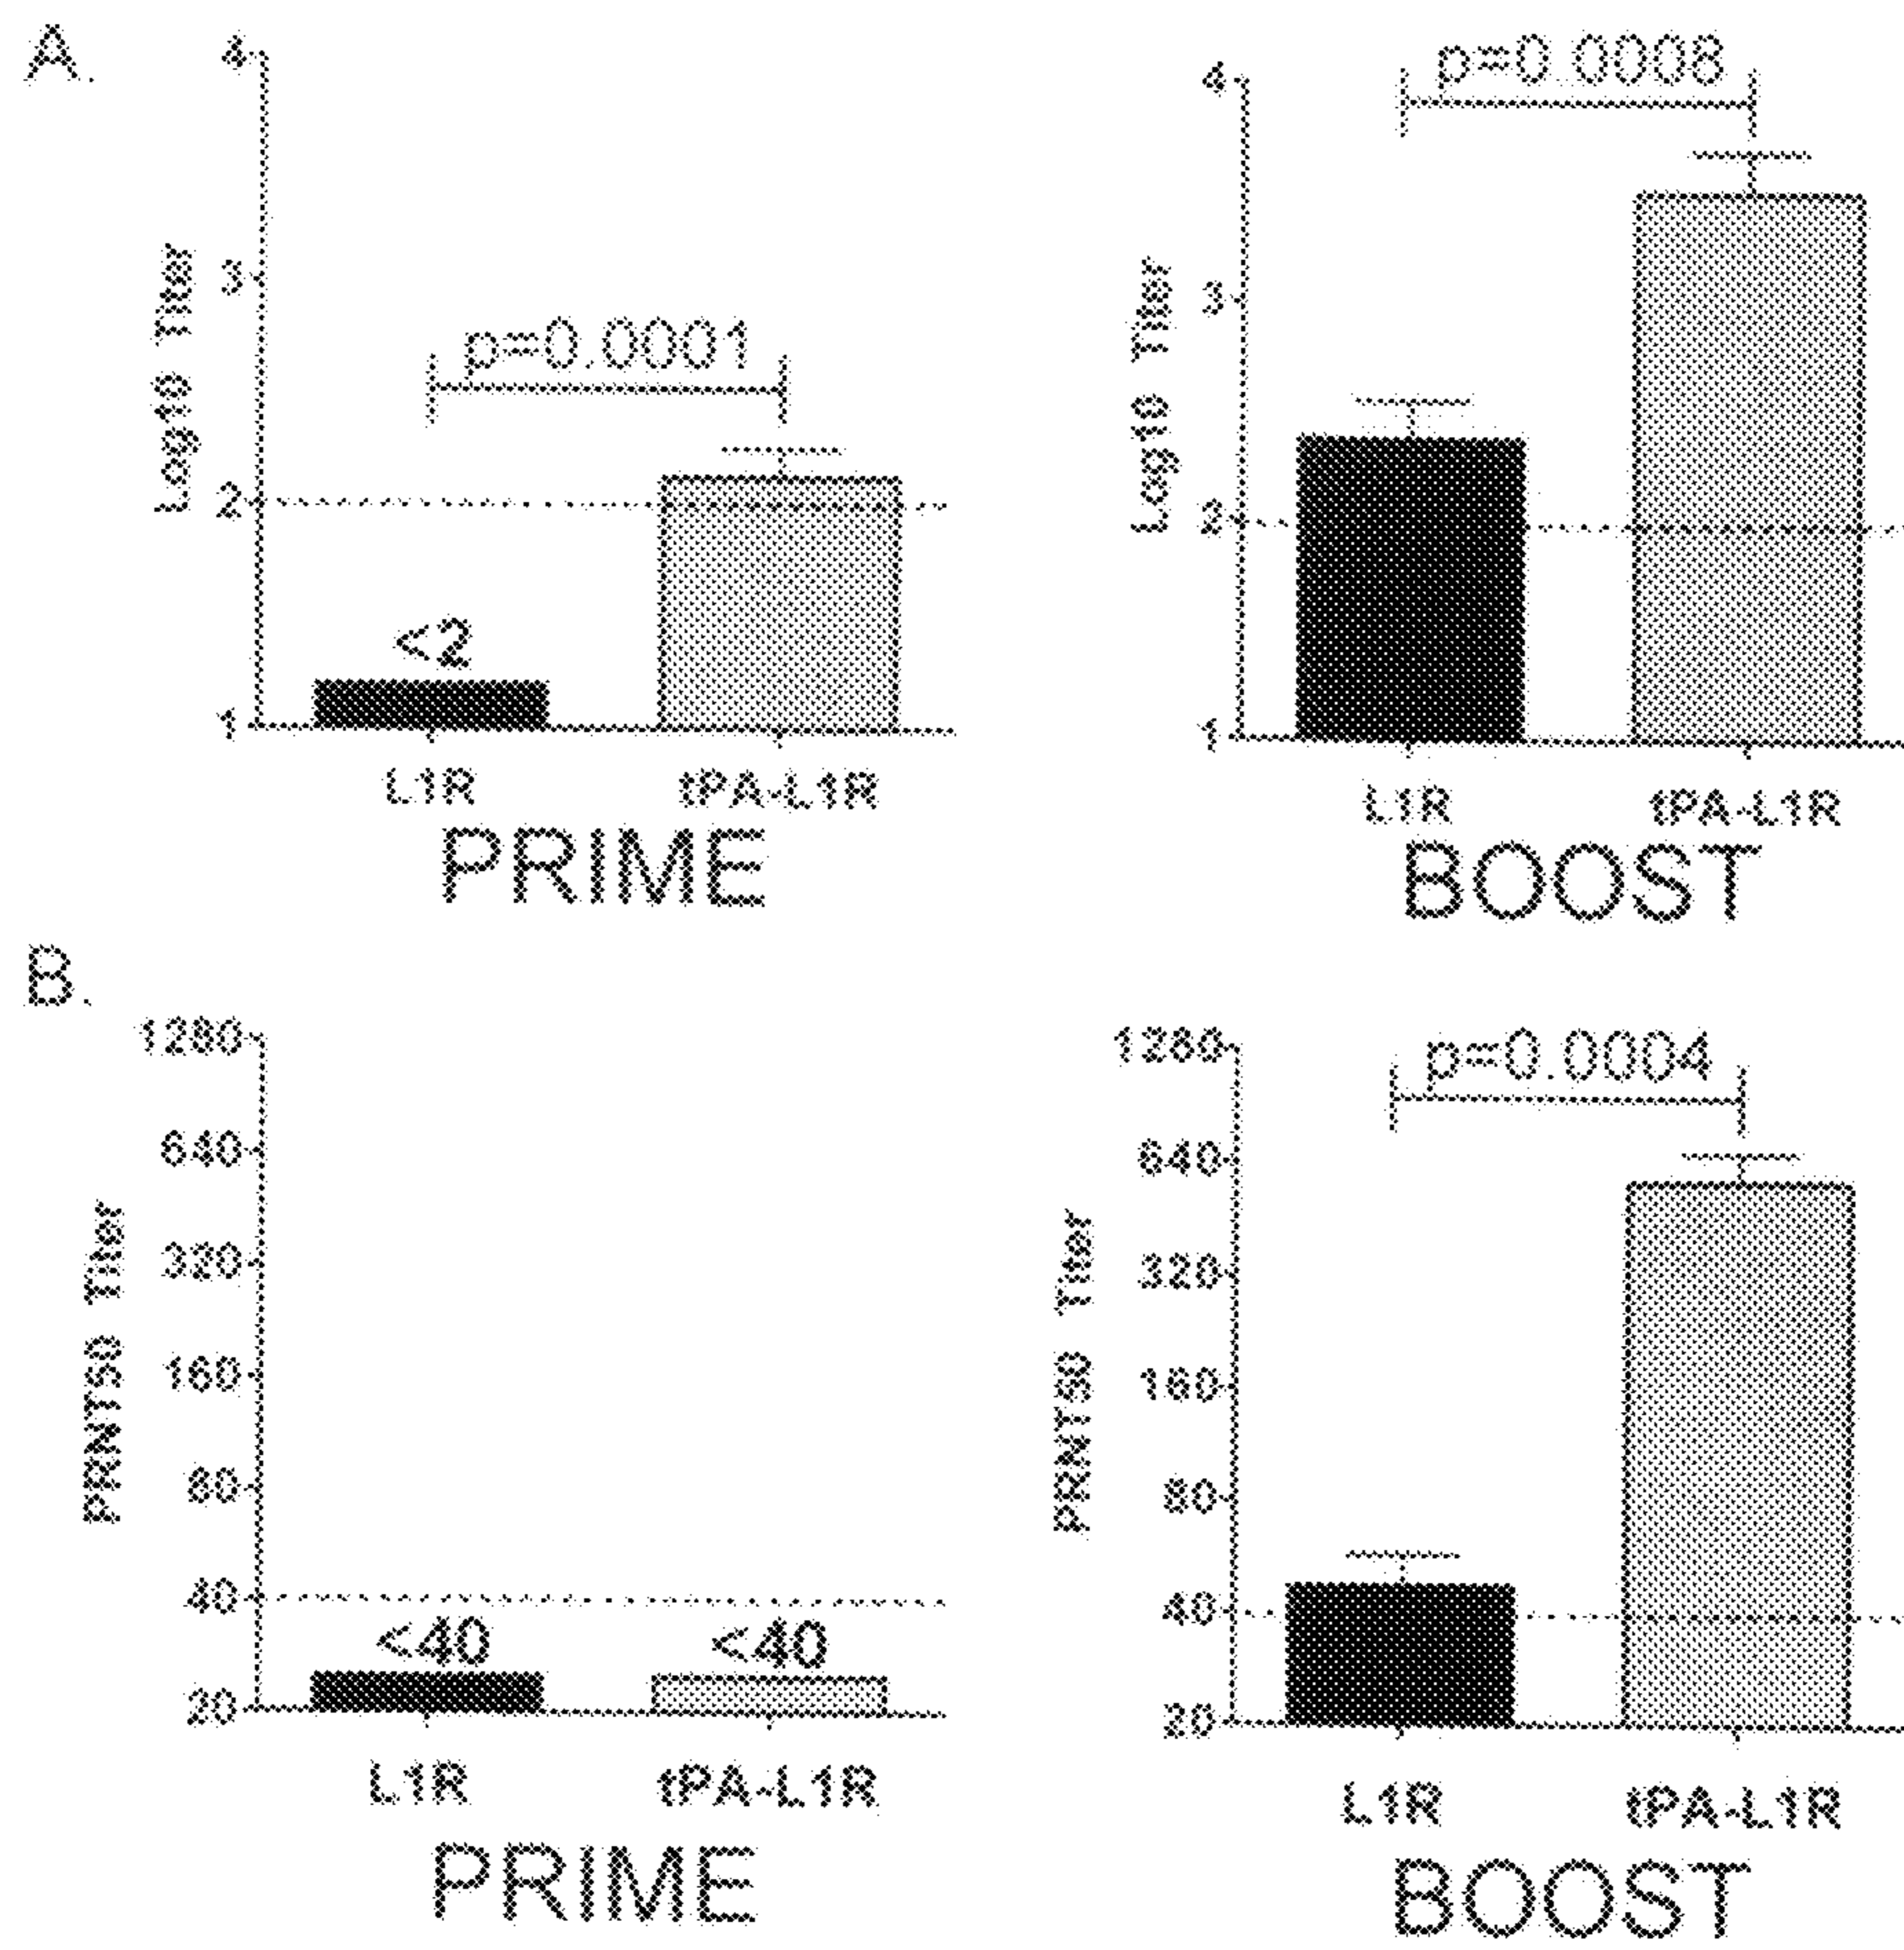 A.
4
3
2
1
Log10 Titer
p=0.0001
<2
L1R
tPA-L1R
PRIME
4
3
2
1
Log10 Titer
p=0.0008
L1R
tPA-L1R
BOOST
B.
1280
640
320
160
80
40
20
PRNT50 Titer
<40
<40
L1R
tPA-L1R
PRIME
1280
640
320
160
80
40
20
PRNT50 Titer
p=0.0004
L1R
tPA-L1R
BOOST